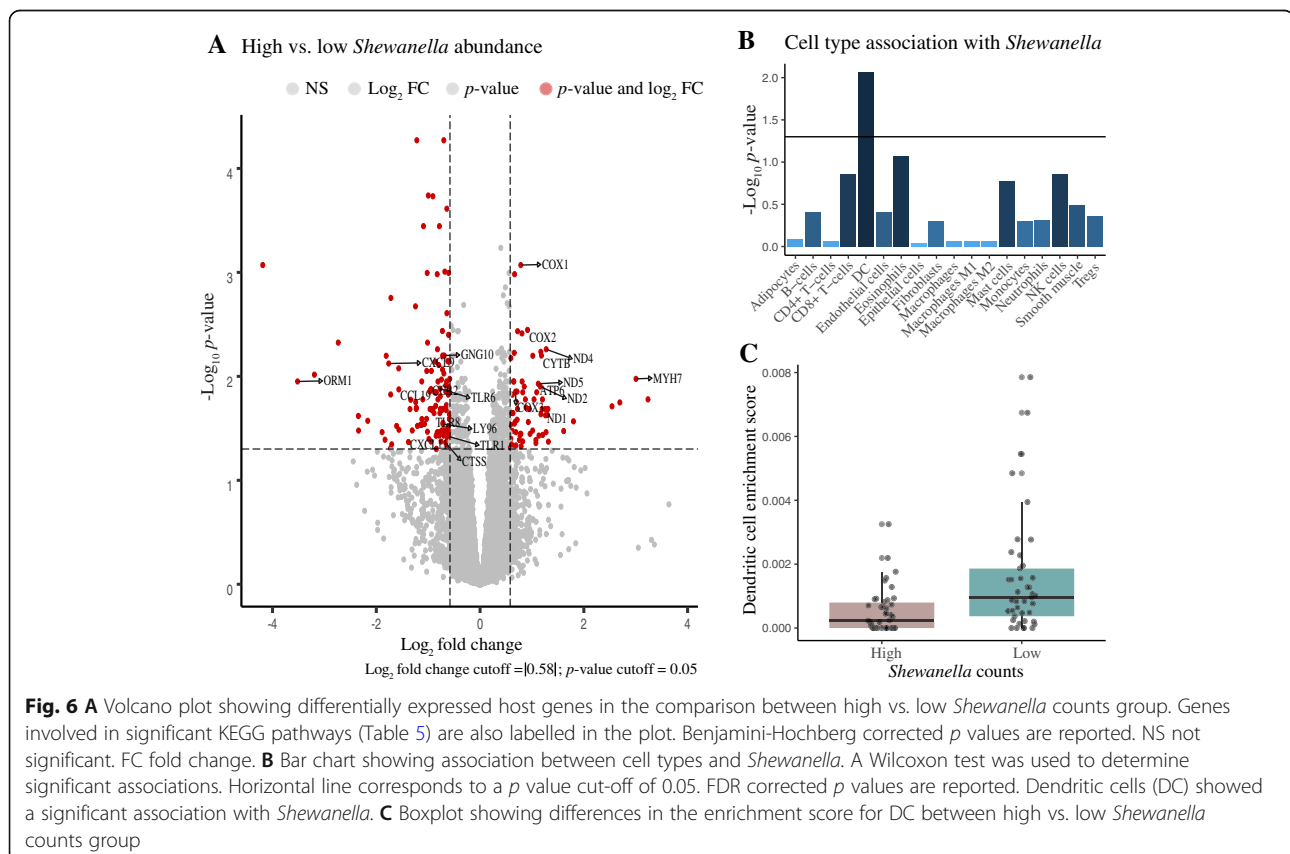 A High vs. low Shewanella abundance
NS Log2 FC p-value p-value and log2 FC
-Log10 p-value
4
3
2
1
0
-4
-2
0
2
4
COX1
COX2
ND4
CYTB
GNG10
ORM1
MYH7
ND5
ATP6
ND2
CCL19
TLR6
COX3
ND1
TLR8
LY96
TLR1
CTSS
Log2 fold change
Log2 fold change cutoff =|0.58|; p-value cutoff = 0.05
B Cell type association with Shewanella
-Log10 p-value
2.0
1.5
1.0
0.5
0.0
Adipocytes
B-cells
CD4+ T-cells
CD8+ T-cells
DC
Endothelial cells
Eosinophils
Epithelial cells
Fibroblasts
Macrophages
Macrophages M1
Macrophages M2
Mast cells
Monocytes
Neutrophils
NK cells
Smooth muscle
Tregs
C
Dendritic cell enrichment score
0.008
0.006
0.004
0.002
0.000
High
Low
Shewanella counts
Fig. 6 A Volcano plot showing differentially expressed host genes in the comparison between high vs. low Shewanella counts group. Genes
involved in significant KEGG pathways (Table 5) are also labelled in the plot. Benjamini-Hochberg corrected p values are reported. NS not
significant. FC fold change. B Bar chart showing association between cell types and Shewanella. A Wilcoxon test was used to determine
significant associations. Horizontal line corresponds to a p value cut-off of 0.05. FDR corrected p values are reported. Dendritic cells (DC) showed
a significant association with Shewanella. C Boxplot showing differences in the enrichment score for DC between high vs. low Shewanella
counts group